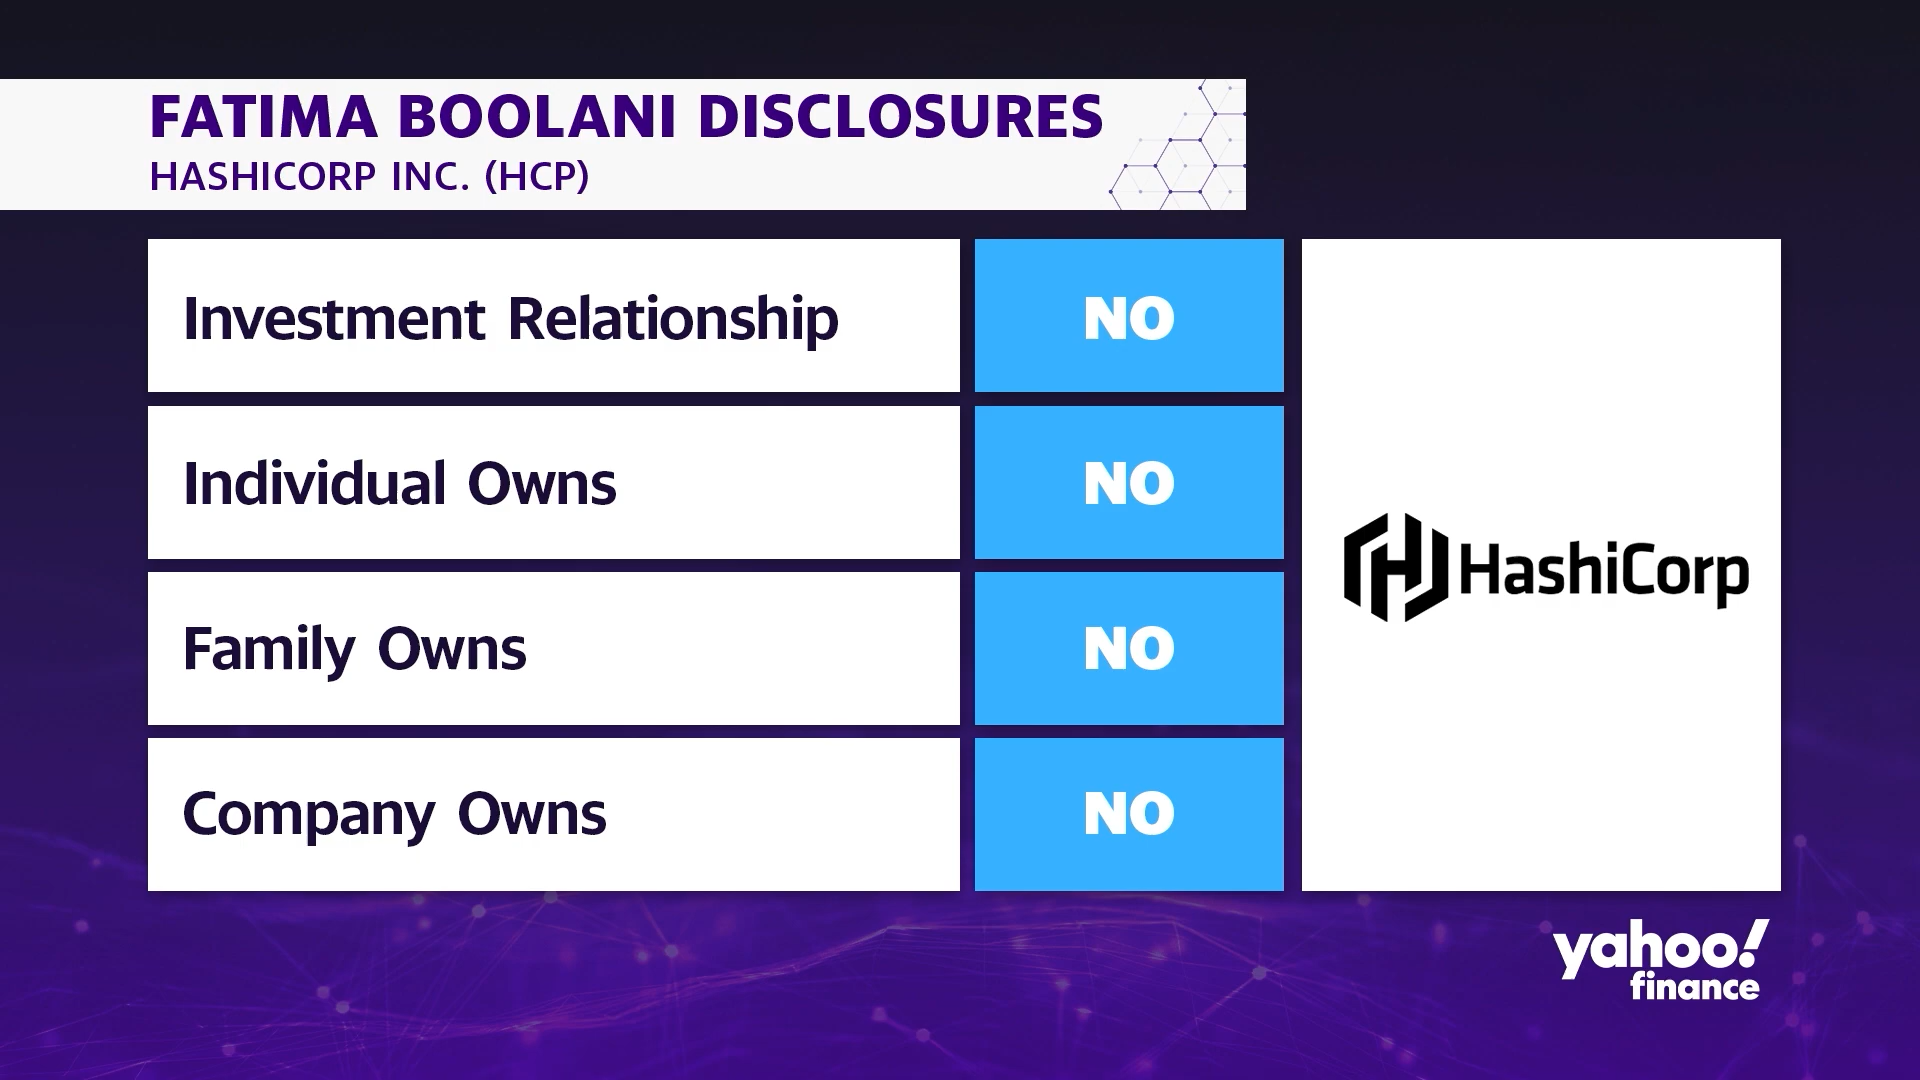 FATIMA BOOLANI DISCLOSURES
HASHICORP INC. (HCP)
Investment Relationship NO
Individual Owns NO
Family Owns NO
Company Owns NO
HashiCorp
yahoo!
finance